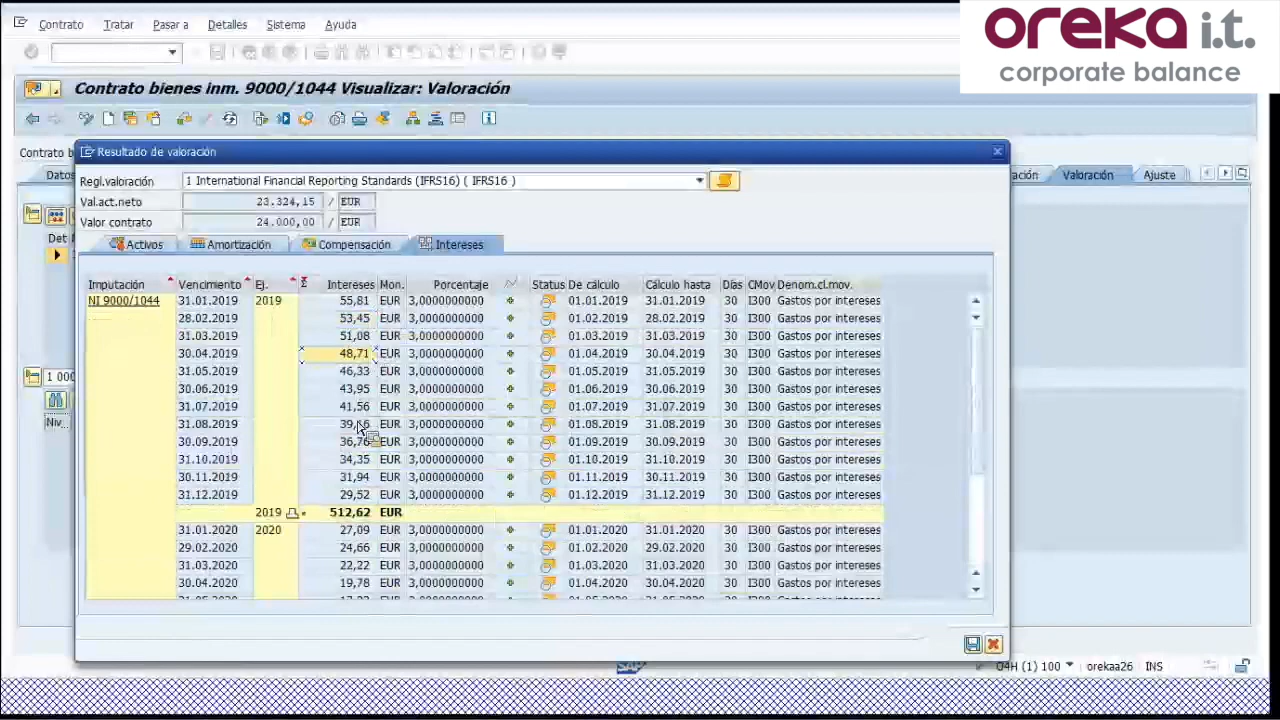 Contrato Tratar Pasar a Detalles Sistema Ayuda
oreka i.t.
corporate balance
Contrato bienes inm. 9000/1044 Visualizar: Valoración
Contrato b
Resultado de valoración
Datos
ración Valoración Ajuste
Regl.valoración 1 International Financial Reporting Standards (IFRS16) ( IFRS16 )
Val.act.neto 23.324,15 / EUR
Valor contrato 24.000,00 / EUR
Det
Activos Amortización Compensación Intereses
Imputación Vencimiento Ej. Σ Intereses Mon. Porcentaje Status De cálculo Cálculo hasta Días CMov Denom.cl.mov.
NI 9000/1044 31.01.2019 2019 55,81 EUR 3,0000000000 01.01.2019 31.01.2019 30 I300 Gastos por intereses
28.02.2019 53,45 EUR 3,0000000000 01.02.2019 28.02.2019 30 I300 Gastos por intereses
31.03.2019 51,08 EUR 3,0000000000 01.03.2019 31.03.2019 30 I300 Gastos por intereses
30.04.2019 48,71 EUR 3,0000000000 01.04.2019 30.04.2019 30 I300 Gastos por intereses
31.05.2019 46,33 EUR 3,0000000000 01.05.2019 31.05.2019 30 I300 Gastos por intereses
1 000
30.06.2019 43,95 EUR 3,0000000000 01.06.2019 30.06.2019 30 I300 Gastos por intereses
31.07.2019 41,56 EUR 3,0000000000 01.07.2019 31.07.2019 30 I300 Gastos por intereses
Niv...
31.08.2019 EUR 3,0000000000 01.08.2019 31.08.2019 30 I300 Gastos por intereses
30.09.2019 36,76 EUR 3,0000000000 01.09.2019 30.09.2019 30 I300 Gastos por intereses
31.10.2019 34,35 EUR 3,0000000000 01.10.2019 31.10.2019 30 I300 Gastos por intereses
30.11.2019 31,94 EUR 3,0000000000 01.11.2019 30.11.2019 30 I300 Gastos por intereses
31.12.2019 29,52 EUR 3,0000000000 01.12.2019 31.12.2019 30 I300 Gastos por intereses
2019 512,62 EUR
31.01.2020 2020 27,09 EUR 3,0000000000 01.01.2020 31.01.2020 30 I300 Gastos por intereses
29.02.2020 24,66 EUR 3,0000000000 01.02.2020 29.02.2020 30 I300 Gastos por intereses
31.03.2020 22,22 EUR 3,0000000000 01.03.2020 31.03.2020 30 I300 Gastos por intereses
30.04.2020 19,78 EUR 3,0000000000 01.04.2020 30.04.2020 30 I300 Gastos por intereses
SAP Q4H (1) 100 orekaa26 INS